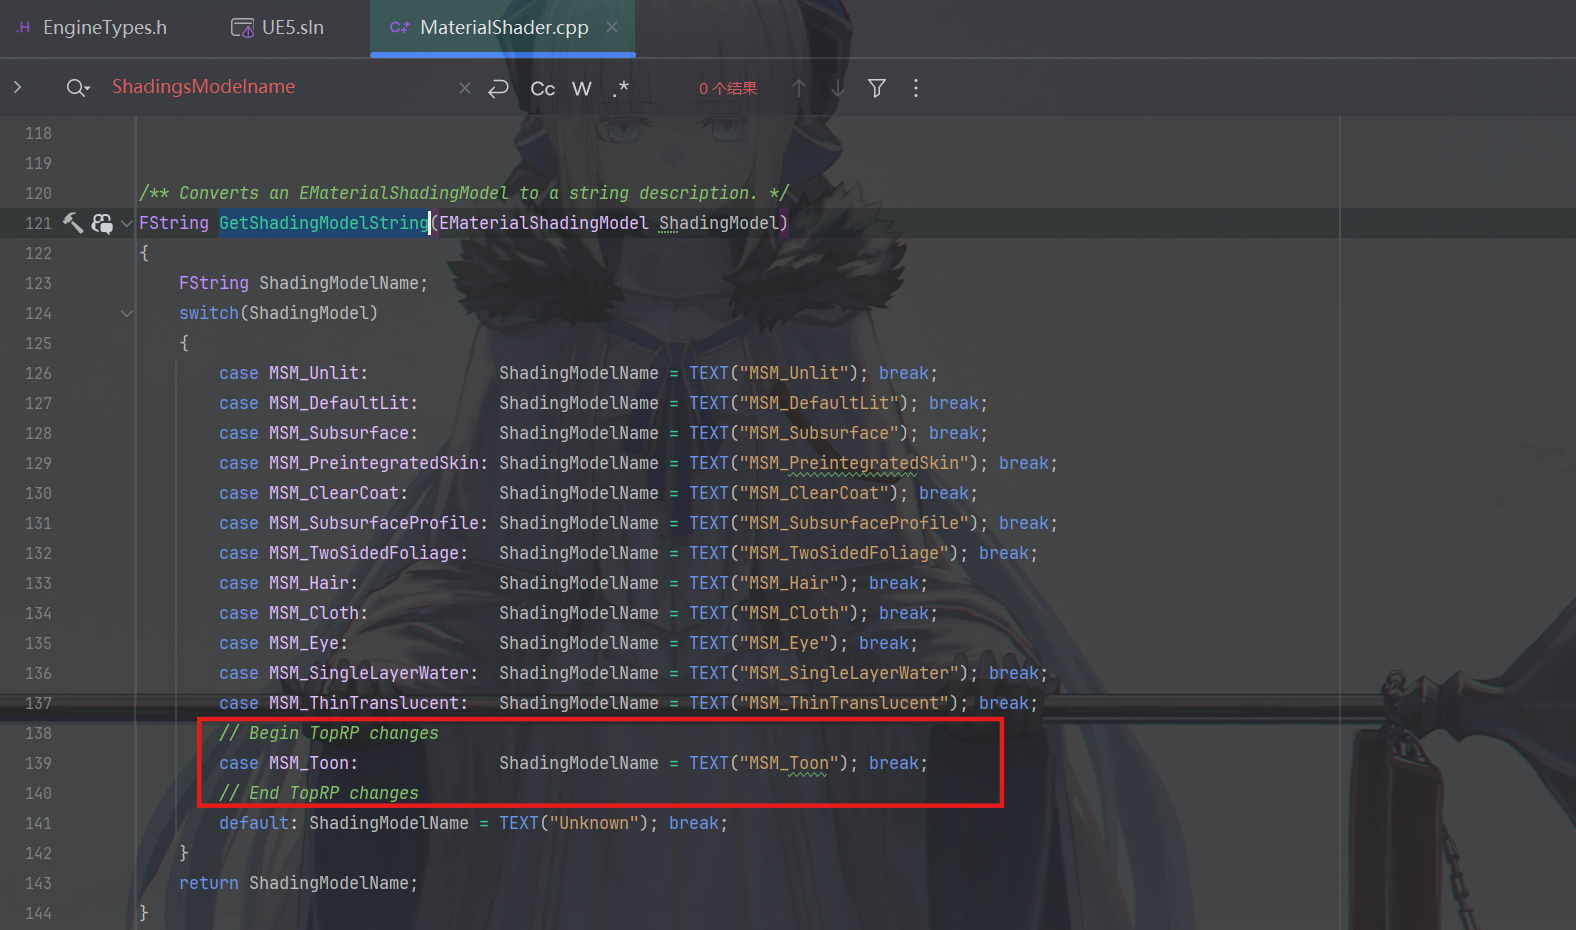 .H EngineTypes.h UE5.sln C++ MaterialShader.cpp ×
ShadingsModelname × Cc W .* 0 个结果
118
119
120 /** Converts an EMaterialShadingModel to a string description. */
121 FString GetShadingModelString(EMaterialShadingModel ShadingModel)
122 {
123 FString ShadingModelName;
124 switch(ShadingModel)
125 {
126 case MSM_Unlit: ShadingModelName = TEXT("MSM_Unlit"); break;
127 case MSM_DefaultLit: ShadingModelName = TEXT("MSM_DefaultLit"); break;
128 case MSM_Subsurface: ShadingModelName = TEXT("MSM_Subsurface"); break;
129 case MSM_PreintegratedSkin: ShadingModelName = TEXT("MSM_PreintegratedSkin"); break;
130 case MSM_ClearCoat: ShadingModelName = TEXT("MSM_ClearCoat"); break;
131 case MSM_SubsurfaceProfile: ShadingModelName = TEXT("MSM_SubsurfaceProfile"); break;
132 case MSM_TwoSidedFoliage: ShadingModelName = TEXT("MSM_TwoSidedFoliage"); break;
133 case MSM_Hair: ShadingModelName = TEXT("MSM_Hair"); break;
134 case MSM_Cloth: ShadingModelName = TEXT("MSM_Cloth"); break;
135 case MSM_Eye: ShadingModelName = TEXT("MSM_Eye"); break;
136 case MSM_SingleLayerWater: ShadingModelName = TEXT("MSM_SingleLayerWater"); break;
137 case MSM_ThinTranslucent: ShadingModelName = TEXT("MSM_ThinTranslucent"); break;
138 // Begin TopRP changes
139 case MSM_Toon: ShadingModelName = TEXT("MSM_Toon"); break;
140 // End TopRP changes
141 default: ShadingModelName = TEXT("Unknown"); break;
142 }
143 return ShadingModelName;
144 }